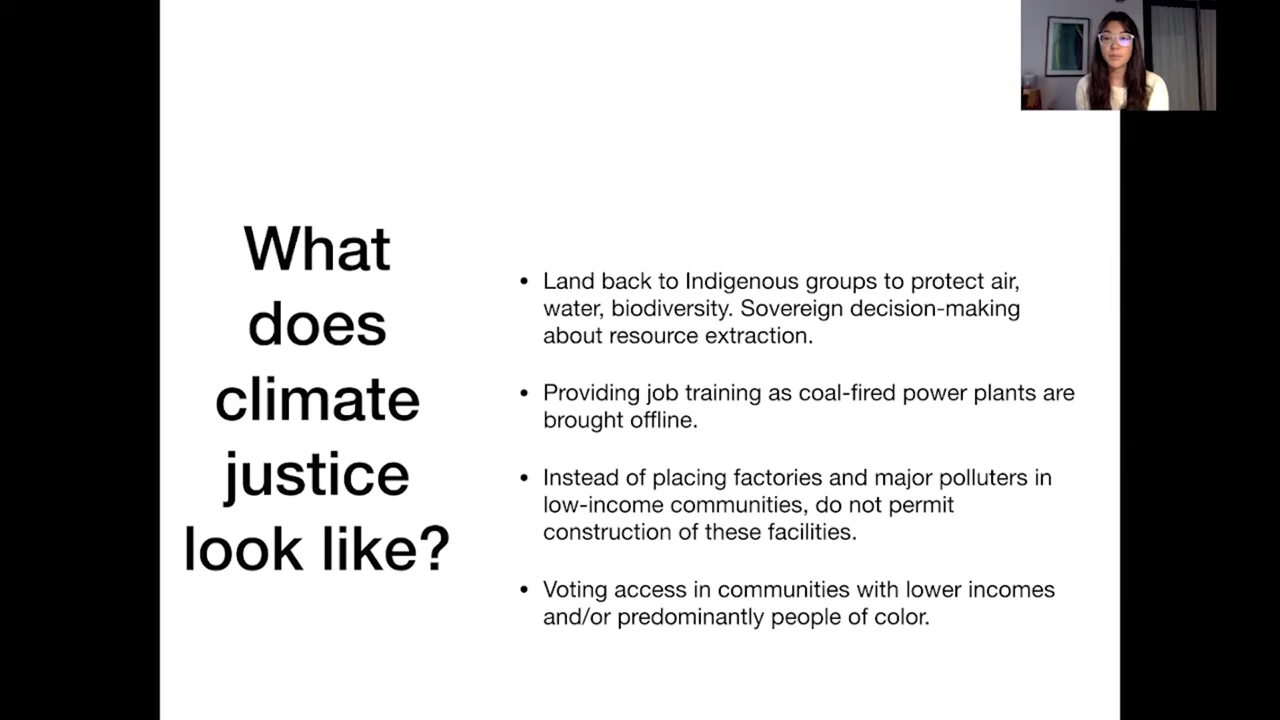 What
does
climate
justice
look like?
• Land back to Indigenous groups to protect air,
water, biodiversity. Sovereign decision-making
about resource extraction.
• Providing job training as coal-fired power plants are
brought offline.
• Instead of placing factories and major polluters in
low-income communities, do not permit
construction of these facilities.
• Voting access in communities with lower incomes
and/or predominantly people of color.